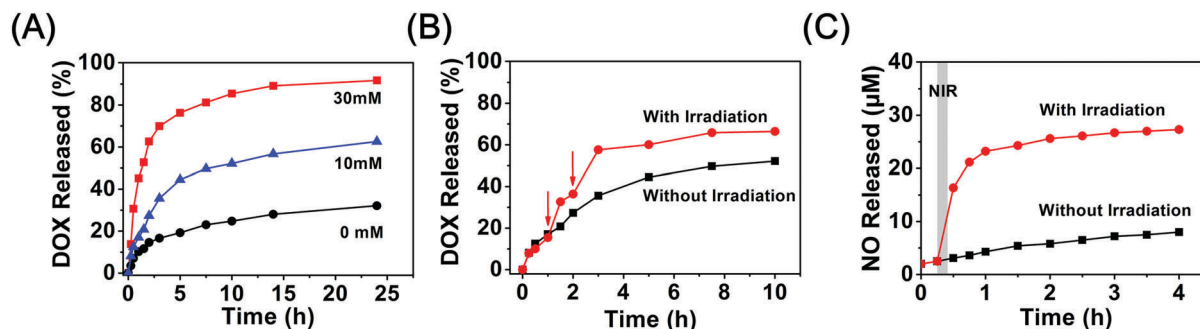 (A)
DOX Released (%)
100
80
60
40
20
0
30mM
10mM
0 mM
0
5
10
15
20
25
Time (h)
(B)
DOX Released (%)
100
80
60
40
20
0
With Irradiation
Without Irradiation
0
2
4
6
8
10
Time (h)
(C)
NO Released (μM)
40
30
20
10
0
NIR
With Irradiation
Without Irradiation
0
1
2
3
4
Time (h)